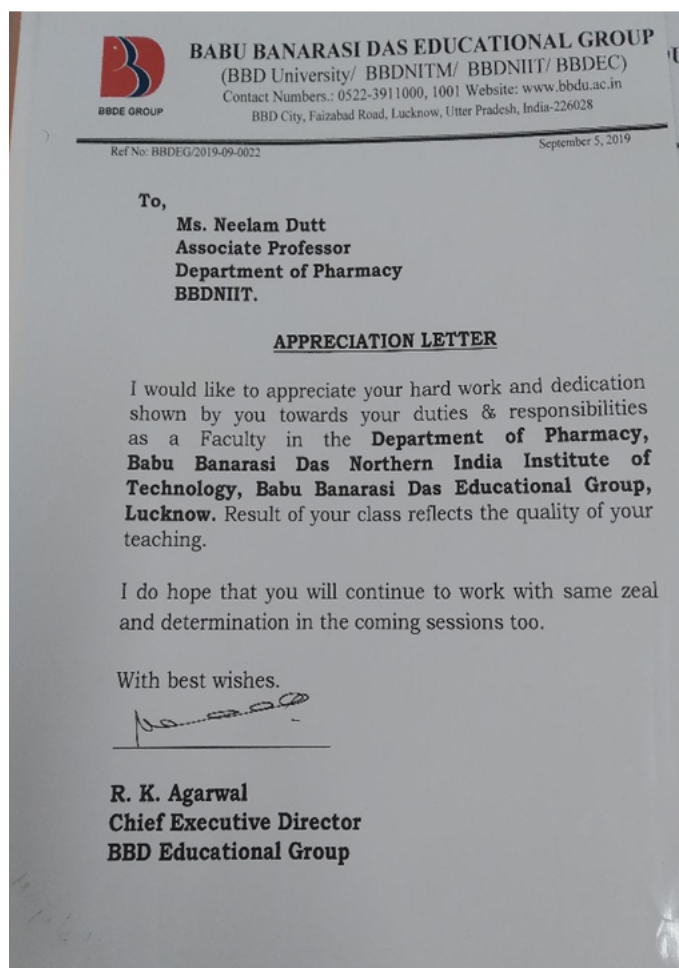 BABU BANARASI DAS EDUCATIONAL GROUP
(BBD University/ BBDNITM/ BBDNIIT/ BBDEC)
Contact Numbers.: 0522-3911000, 1001 Website: www.bbdu.ac.in
BBD City, Faizabad Road, Lucknow, Utter Pradesh, India-226028
BBDE GROUP
Ref No: BBDEG/2019-09-0022
September 5, 2019
To,
Ms. Neelam Dutt
Associate Professor
Department of Pharmacy
BBDNIIT.
APPRECIATION LETTER
I would like to appreciate your hard work and dedication
shown by you towards your duties & responsibilities
as a Faculty in the Department of Pharmacy,
Babu Banarasi Das Northern India Institute of
Technology, Babu Banarasi Das Educational Group,
Lucknow. Result of your class reflects the quality of your
teaching.
I do hope that you will continue to work with same zeal
and determination in the coming sessions too.
With best wishes.
R. K. Agarwal
Chief Executive Director
BBD Educational Group